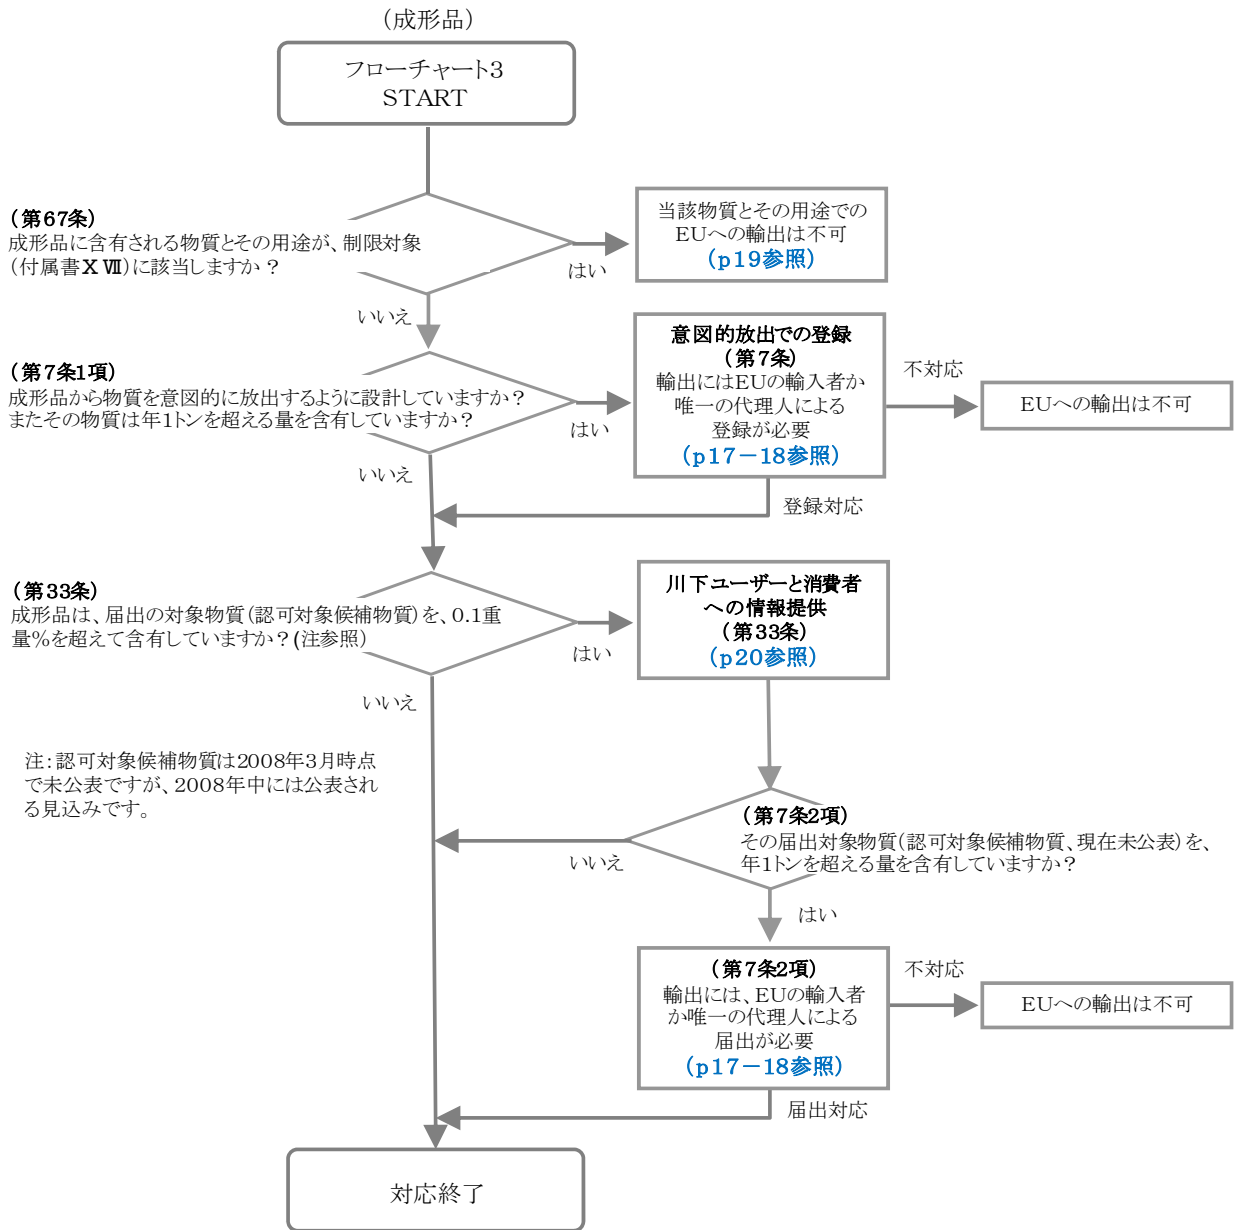 （成形品）
フローチャート3
START
（第67条）
成形品に含有される物質とその用途が、制限対象
（付属書ⅩⅦ）に該当しますか？
はい
当該物質とその用途での
EUへの輸出は不可
（p19参照）
いいえ
（第7条1項）
成形品から物質を意図的に放出するように設計していますか？
またその物質は年1トンを超える量を含有していますか？
はい
意図的放出での登録
（第7条）
輸出にはEUの輸入者か
唯一の代理人による
登録が必要
（p17－18参照）
不対応
EUへの輸出は不可
いいえ
登録対応
（第33条）
成形品は、届出の対象物質（認可対象候補物質）を、0.1重
量%を超えて含有していますか？(注参照）
はい
川下ユーザーと消費者
への情報提供
（第33条）
（p20参照）
いいえ
注：認可対象候補物質は2008年3月時点
で未公表ですが、2008年中には公表され
る見込みです。
（第7条2項）
その届出対象物質（認可対象候補物質、現在未公表）を、
年1トンを超える量を含有していますか？
いいえ
はい
（第7条2項）
輸出には、EUの輸入者
か唯一の代理人による
届出が必要
（p17－18参照）
不対応
EUへの輸出は不可
届出対応
対応終了